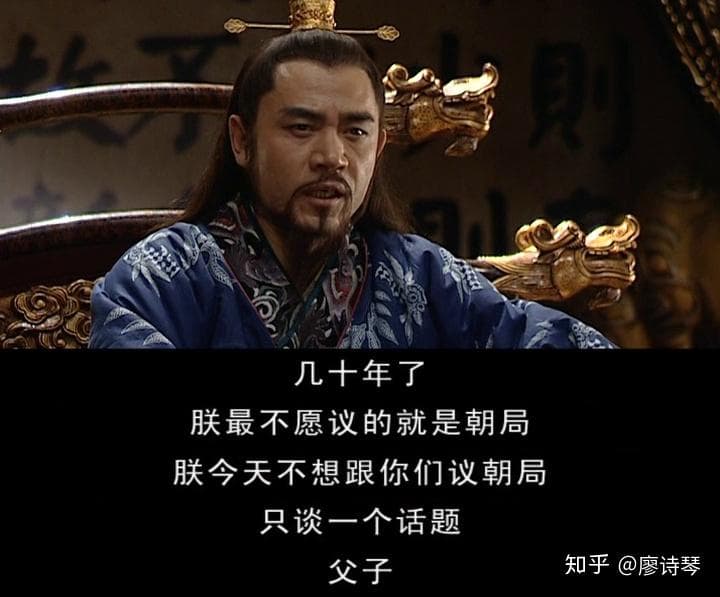 則
几十年了
朕最不愿议的就是朝局
朕今天不想跟你们议朝局
只谈一个话题
父子
知乎 @廖诗琴